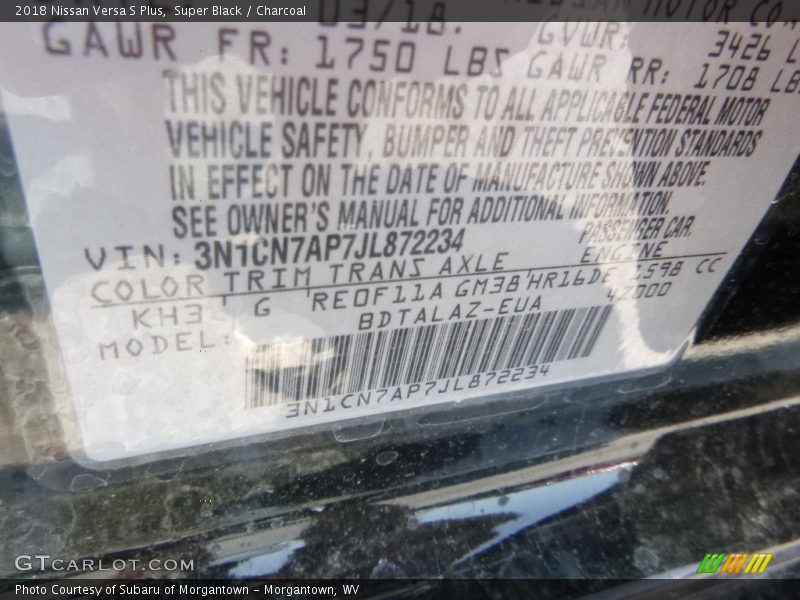 2018 Nissan Versa S Plus, Super Black / Charcoal
03/18. MOTOR CO
GAWR FR: 1750 LBS GVWR: 3426 L
GAWR RR: 1708 LBS
THIS VEHICLE CONFORMS TO ALL APPLICABLE FEDERAL MOTOR
VEHICLE SAFETY, BUMPER AND THEFT PREVENTION STANDARDS
IN EFFECT ON THE DATE OF MANUFACTURE SHOWN ABOVE.
SEE OWNER'S MANUAL FOR ADDITIONAL INFORMATION.
VIN: 3N1CN7AP7JL872234 PASSENGER CAR.
COLOR TRIM TRANS AXLE ENGINE
KH3 G RE0F11A GM38 HR16DE 1598 CC
MODEL: BDTALAZ-EUA 42000
3N1CN7AP7JL872234
GTCARLOT.COM
Photo Courtesy of Subaru of Morgantown – Morgantown, WV